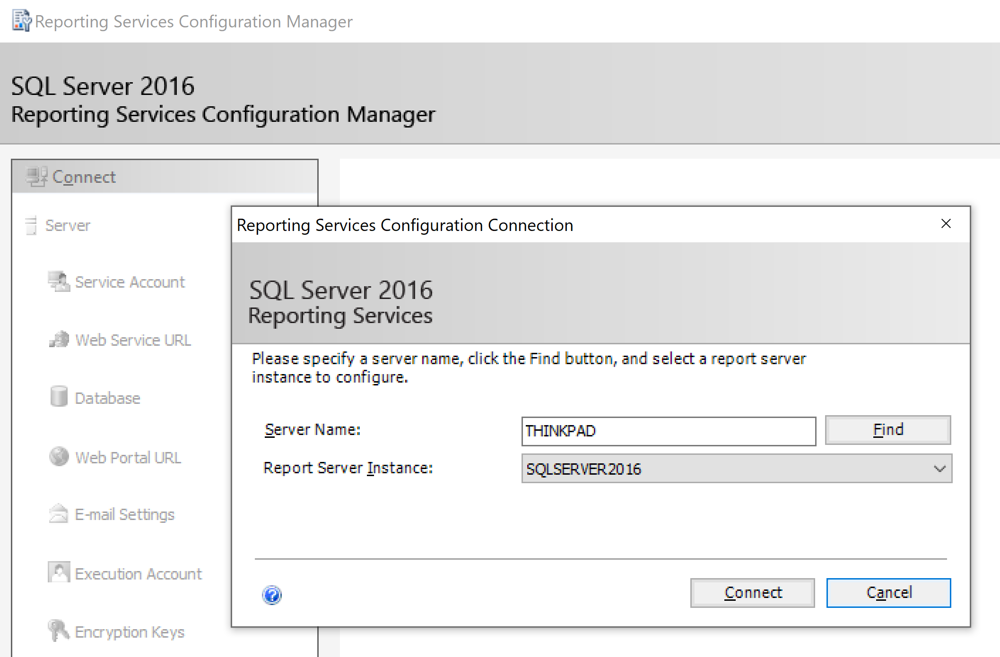 Reporting Services Configuration Manager
SQL Server 2016
Reporting Services Configuration Manager
Connect
Server
Service Account
Web Service URL
Database
Web Portal URL
E-mail Settings
Execution Account
Encryption Keys
Reporting Services Configuration Connection
SQL Server 2016
Reporting Services
Please specify a server name, click the Find button, and select a report server
instance to configure.
Server Name:
THINKPAD
Find
Report Server Instance:
SQLSERVER2016
Connect
Cancel